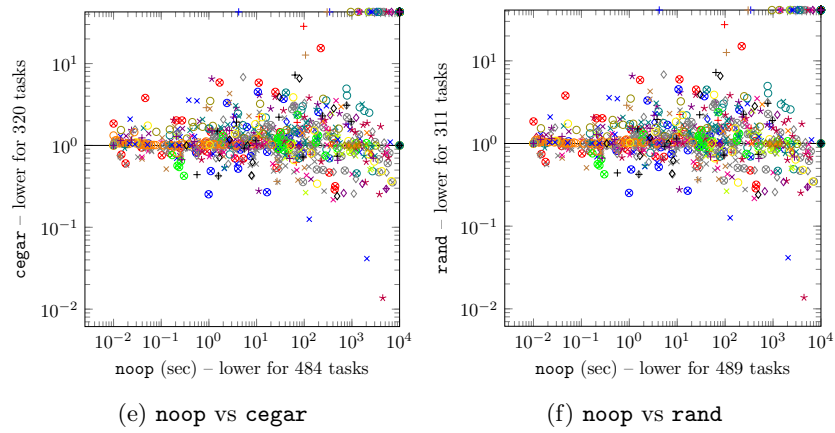 10^1
10^0
10^−1
10^−2
cegar – lower for 320 tasks
10^−2 10^−1 10^0 10^1 10^2 10^3 10^4
noop (sec) – lower for 484 tasks
(e) noop vs cegar
10^1
10^0
10^−1
10^−2
rand – lower for 311 tasks
10^−2 10^−1 10^0 10^1 10^2 10^3 10^4
noop (sec) – lower for 489 tasks
(f) noop vs rand